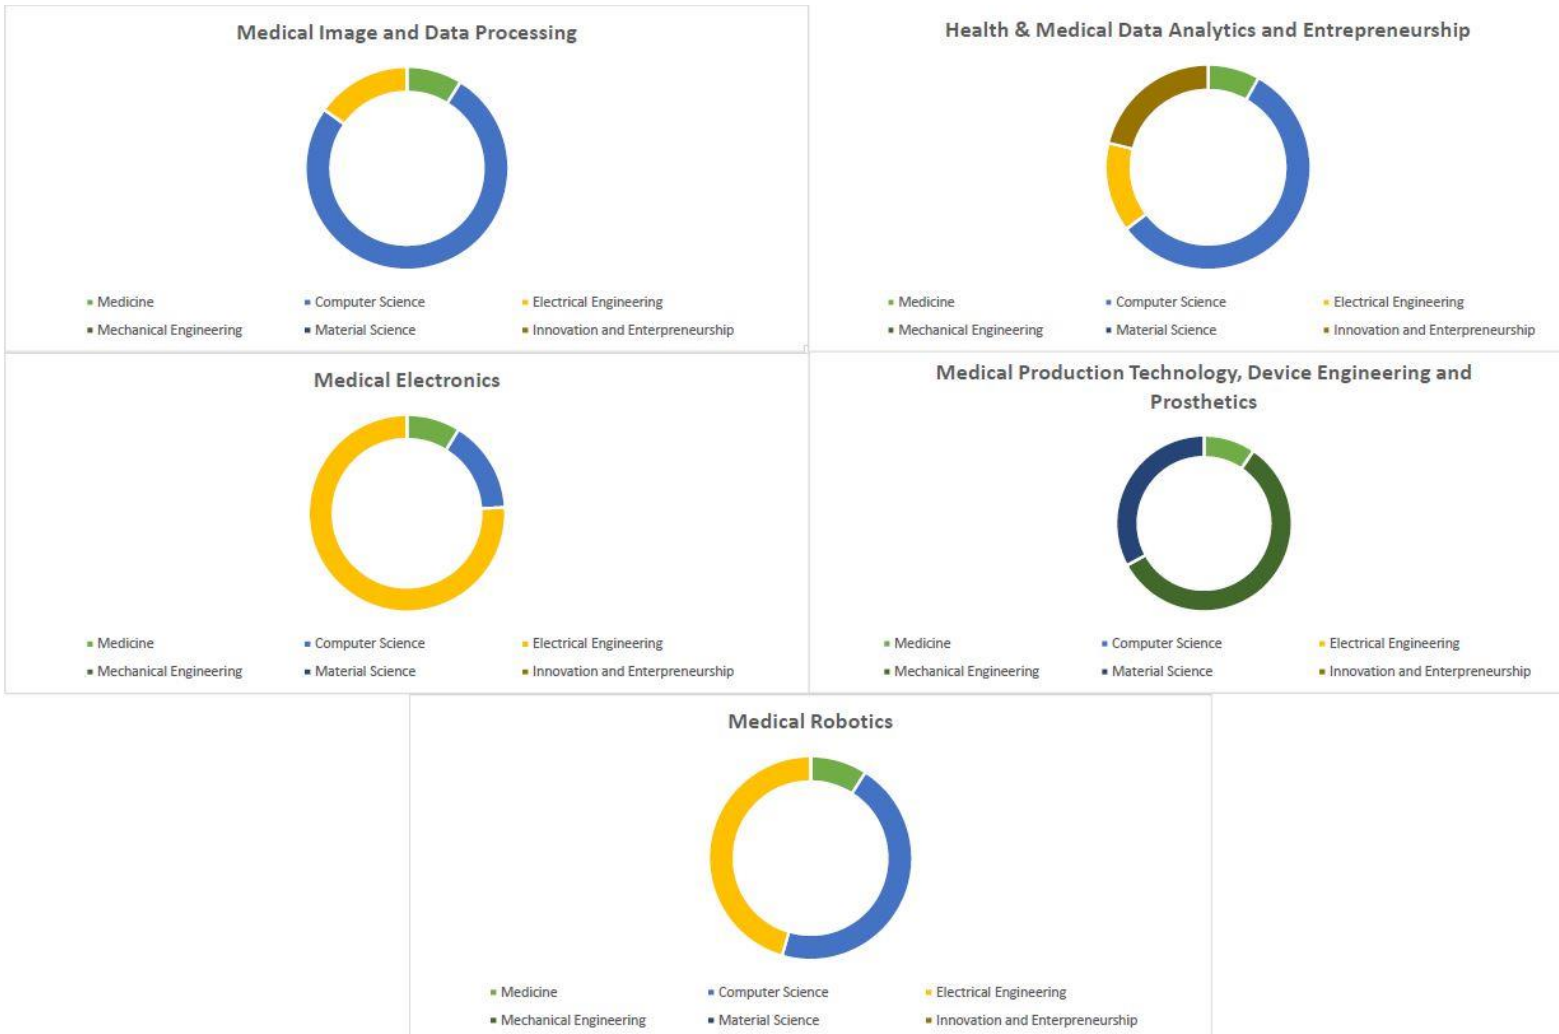 Medical Image and Data Processing
Medicine
Computer Science
Electrical Engineering
Mechanical Engineering
Material Science
Innovation and Enterpreneurship
Health & Medical Data Analytics and Entrepreneurship
Medicine
Computer Science
Electrical Engineering
Mechanical Engineering
Material Science
Innovation and Enterpreneurship
Medical Electronics
Medicine
Computer Science
Electrical Engineering
Mechanical Engineering
Material Science
Innovation and Enterpreneurship
Medical Production Technology, Device Engineering and
Prosthetics
Medicine
Computer Science
Electrical Engineering
Mechanical Engineering
Material Science
Innovation and Enterpreneurship
Medical Robotics
Medicine
Computer Science
Electrical Engineering
Mechanical Engineering
Material Science
Innovation and Enterpreneurship